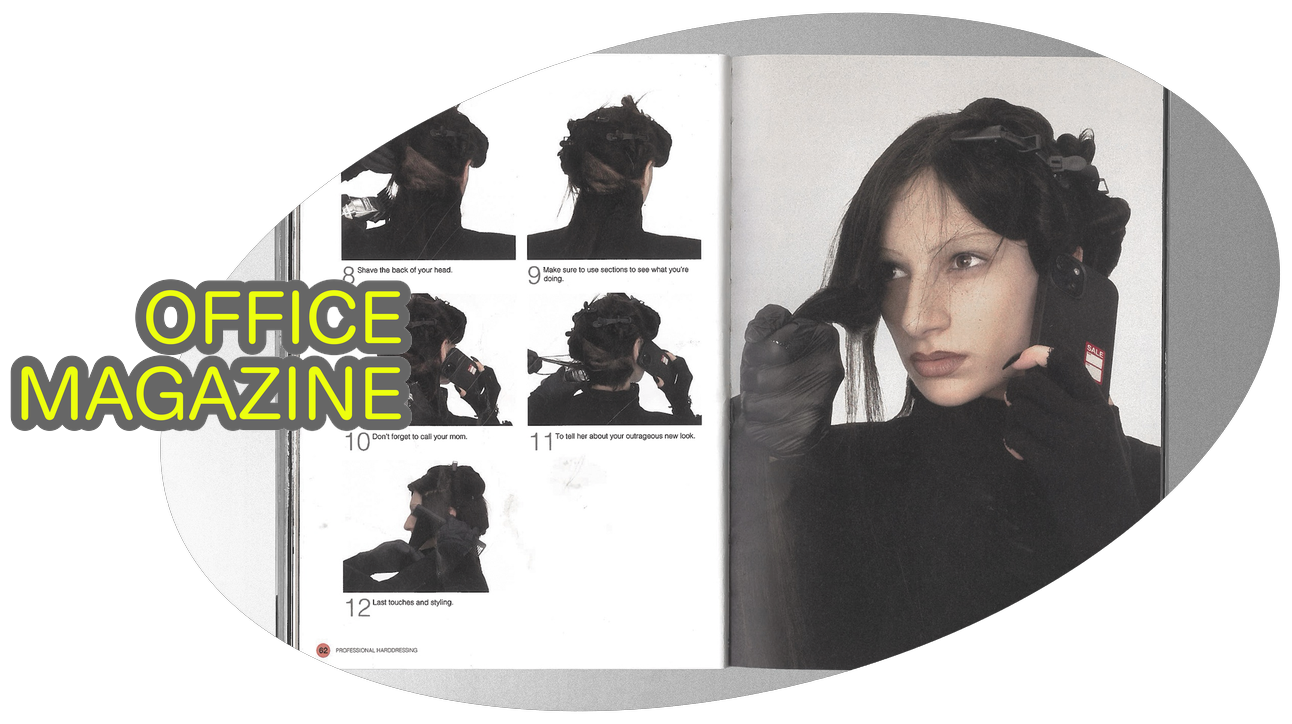 8 Shave the back of your head.
9 Make sure to use sections to see what you're
doing.
OFFICE
MAGAZINE
10 Don't forget to call your mom.
11 To tell her about your outrageous new look.
12 Last touches and styling.
62 PROFESSIONAL HARDDRESSING
SALE